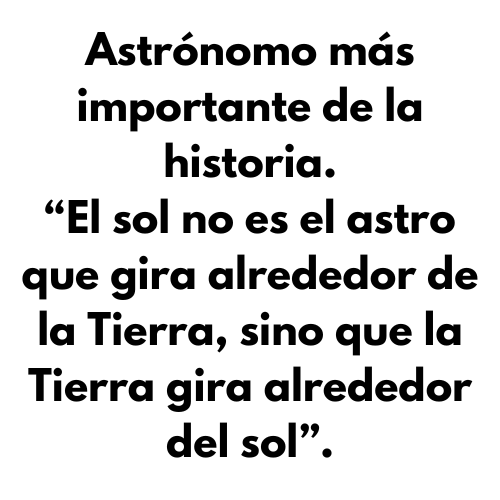 Astrónomo más
importante de la
historia.
“El sol no es el astro
que gira alrededor de
la Tierra, sino que la
Tierra gira alrededor
del sol”.